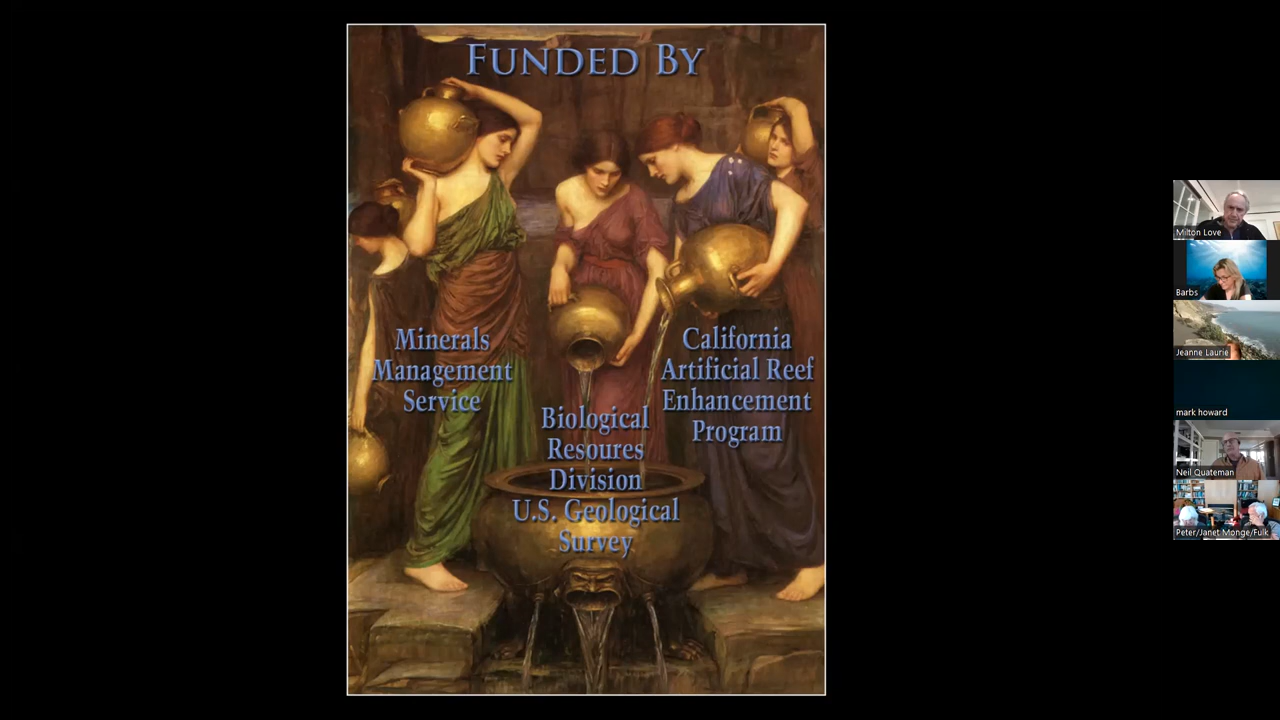 FUNDED BY
Minerals
Management
Service
Biological
Resoures
Division
U.S. Geological
Survey
California
Artificial Reef
Enhancement
Program
Milton Love
Barbs
Jeanne Laurie
mark howard
Neil Quateman
Peter/Janet Monge/Fulk